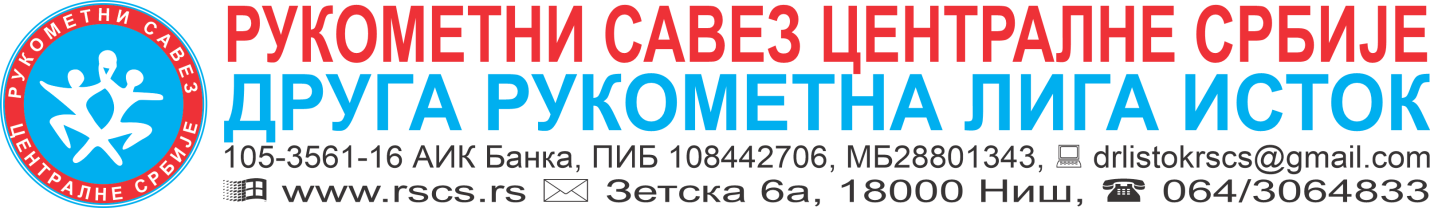 РУКОМЕТНИ САВЕЗ
ЦЕНТРАЛНЕ СРБИЈЕ
РУКОМЕТНИ САВЕЗ ЦЕНТРАЛНЕ СРБИЈЕ
ДРУГА РУКОМЕТНА ЛИГА ИСТОК
105-3561-16 АИК Банка, ПИБ 108442706, МБ28801343, drlistokrscs@gmail.com
www.rscs.rs Зетска 6а, 18000 Ниш, 064/3064833